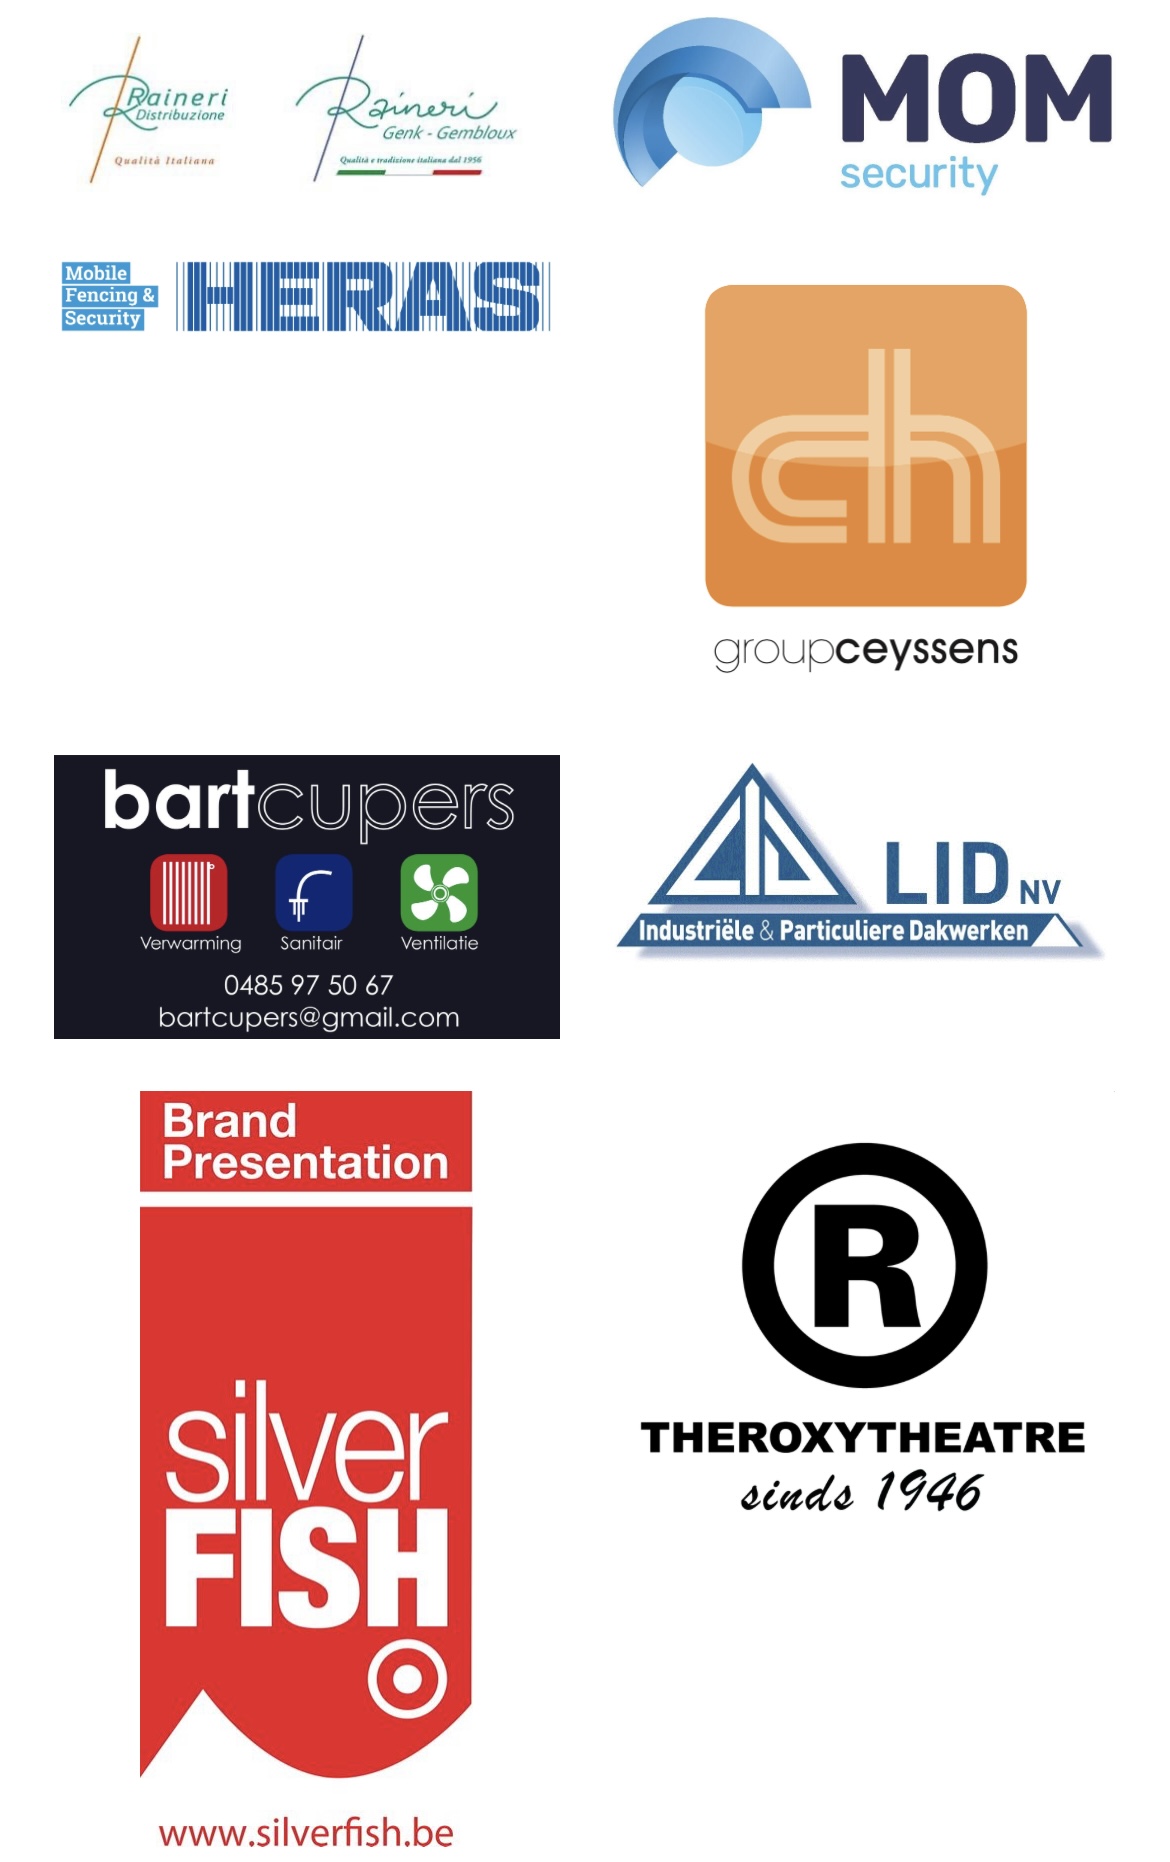 Raineri
Distribuzione
Qualità Italiana
Raineri
Genk - Gembloux
Qualità e tradizione italiana dal 1956
MOM
security
Mobile
Fencing &
Security
HERAS
ch
groupceyssens
bartcupers
Verwarming Sanitair Ventilatie
0485 97 50 67
bartcupers@gmail.com
LID
LID NV
Industriële & Particuliere Dakwerken
Brand
Presentation
silver
FISH
www.silverfish.be
R
THEROXYTHEATRE
sinds 1946